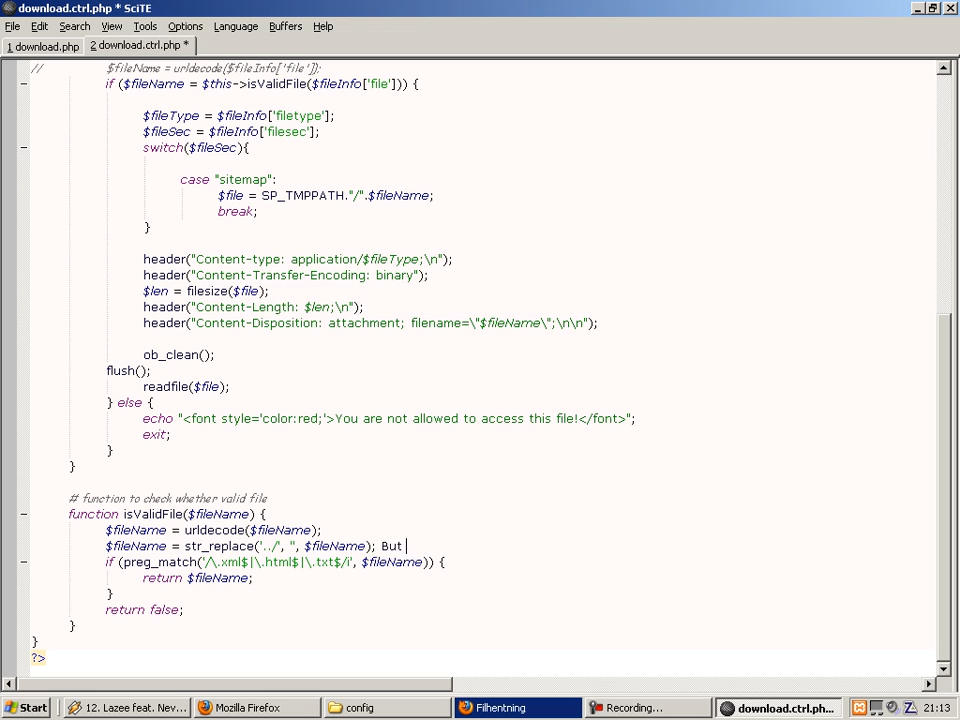 download.ctrl.php * SciTE
File Edit Search View Tools Options Language Buffers Help
1 download.php 2 download.ctrl.php *
// $fileName = urldecode($fileInfo['file']);
if ($fileName = $this->isValidFile($fileInfo['file'])) {
$fileType = $fileInfo['filetype'];
$fileSec = $fileInfo['filesec'];
switch($fileSec){
case "sitemap":
$file = SP_TMPPATH."/".$fileName;
break;
}
header("Content-type: application/$fileType;\n");
header("Content-Transfer-Encoding: binary");
$len = filesize($file);
header("Content-Length: $len;\n");
header("Content-Disposition: attachment; filename=\"$fileName\";\n\n");
ob_clean();
flush();
readfile($file);
} else {
echo "<font style='color:red;'>You are not allowed to access this file!</font>";
exit;
}
}
# function to check whether valid file
function isValidFile($fileName) {
$fileName = urldecode($fileName);
$fileName = str_replace('../', '', $fileName); But
if (preg_match('/\.xml$|\.html$|\.txt$/i', $fileName)) {
return $fileName;
}
return false;
}
}
?>
Start 12. Lazee feat. Nev... Mozilla Firefox config Filhentning Recording... download.ctrl.ph... 21:13